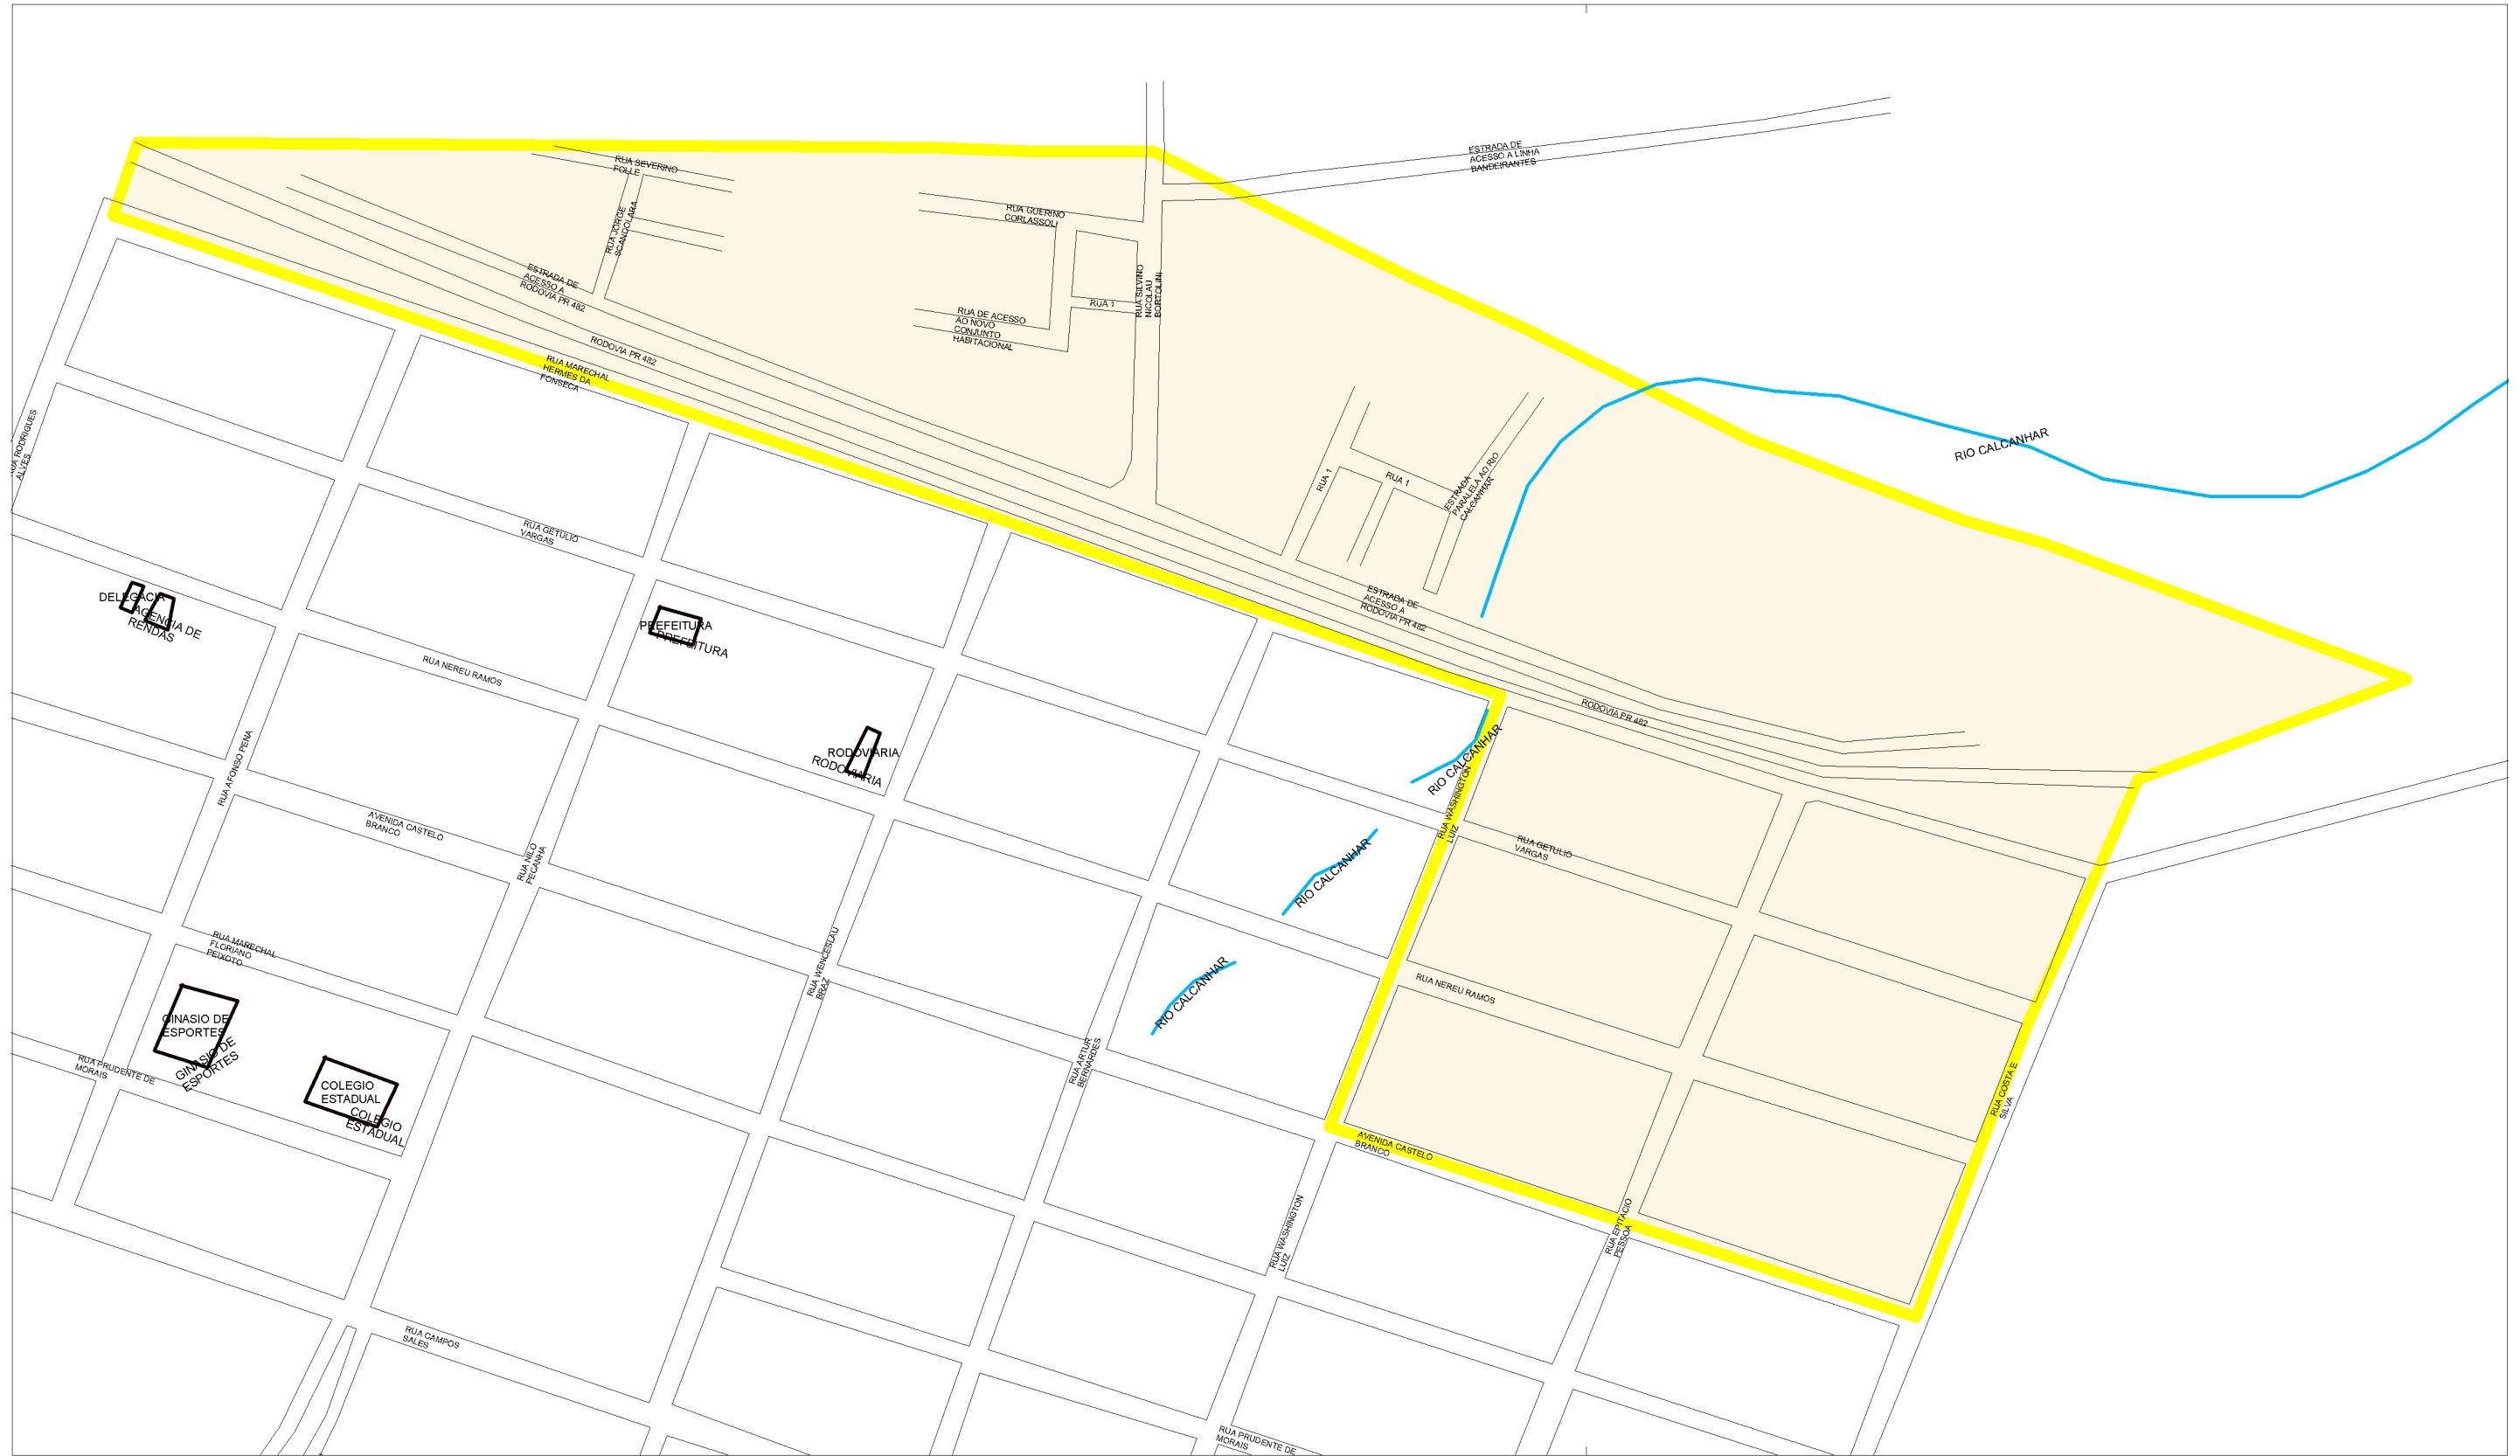 ESTRADA DE
ACESSO A LINHA
BANDEIRANTES
RUA SEVERINO
FOLLE
RUA JORGE
SCANDOLARA
RUA GUERINO
CORLASSOLI
RUA SILVINO
NICOLAU
BORTOLINI
ESTRADA DE
ACESSO A
RODOVIA PR 482
RUA 1
RUA DE ACESSO
AO NOVO
CONJUNTO
HABITACIONAL
RODOVIA PR 482
RUA MARECHAL
HERMES DA
FONSECA
RUA RODRIGUES
ALVES
RIO CALCANHAR
RUA 1
RUA 1
ESTRADA
PARALELA AO RIO
CALCANHAR
RUA GETULIO
VARGAS
DELEGACIA
AGENCIA DE
RENDAS
PREFEITURA
PREFEITURA
ESTRADA DE
ACESSO A
RODOVIA PR 482
RUA NEREU RAMOS
RODOVIA PR 482
RODOVIARIA
RODOVIARIA
RIO CALCANHAR
RUA AFONSO PENA
RUA WASHINGTON
LUIZ
AVENIDA CASTELO
BRANCO
RUA NILO
PECANHA
RIO CALCANHAR
RUA GETULIO
VARGAS
RUA MARECHAL
FLORIANO
PEIXOTO
RUA WENCESLAU
BRAZ
RIO CALCANHAR
RUA NEREU RAMOS
GINASIO DE
ESPORTES
GINASIO DE
ESPORTES
RUA PRUDENTE DE
MORAIS
COLEGIO
ESTADUAL
COLEGIO
ESTADUAL
RUA ARTUR
BERNARDES
RUA COSTA E
SILVA
AVENIDA CASTELO
BRANCO
RUA WASHINGTON
LUIZ
RUA EPITACIO
PESSOA
RUA CAMPOS
SALES
RUA PRUDENTE DE
MORAIS